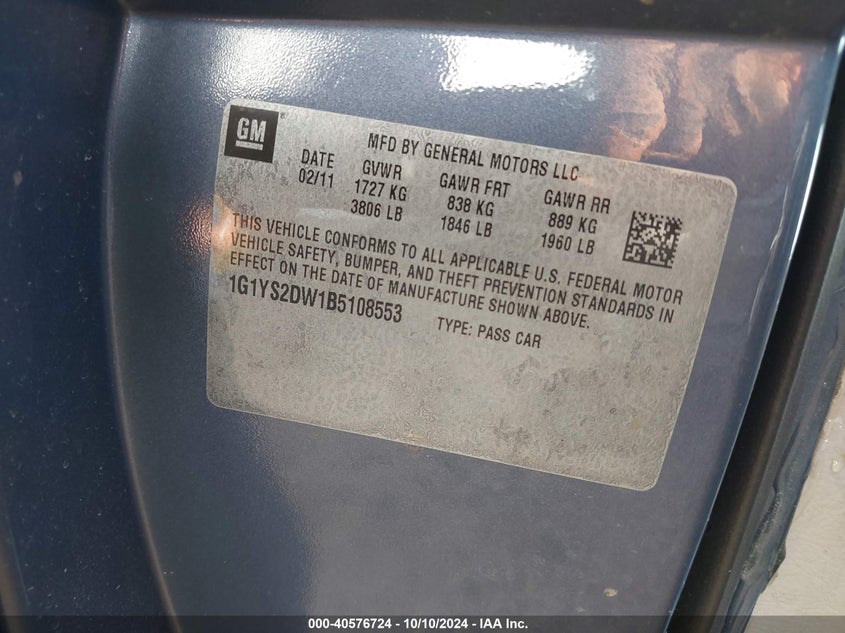 GM
MFD BY GENERAL MOTORS LLC
DATE GVWR GAWR FRT GAWR RR
02/11 1727 KG 838 KG 889 KG
3806 LB 1846 LB 1960 LB
THIS VEHICLE CONFORMS TO ALL APPLICABLE U.S. FEDERAL MOTOR
VEHICLE SAFETY, BUMPER, AND THEFT PREVENTION STANDARDS IN
EFFECT ON THE DATE OF MANUFACTURE SHOWN ABOVE.
1G1YS2DW1B5108553 TYPE: PASS CAR
000-40576724 - 10/10/2024 - IAA Inc.